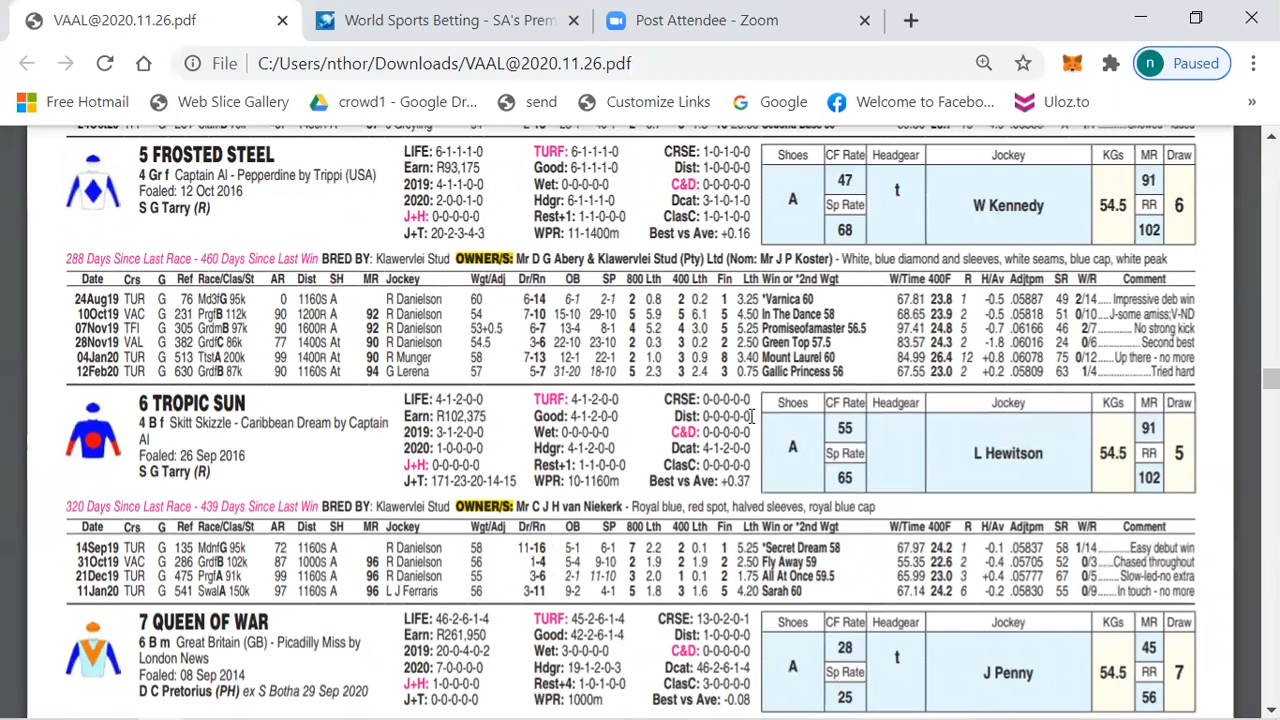 VAAL@2020.11.26.pdf
World Sports Betting - SA's Prem
Post Attendee - Zoom
File C:/Users/nthor/Downloads/VAAL@2020.11.26.pdf
n Paused
Free Hotmail Web Slice Gallery crowd1 - Google Dr... send Customize Links Google Welcome to Facebo... Uloz.to »
5 FROSTED STEEL
4 Gr f Captain Al - Pepperdine by Trippi (USA)
Foaled: 12 Oct 2016
S G Tarry (R)
LIFE: 6-1-1-1-0 TURF: 6-1-1-1-0 CRSE: 1-0-1-0-0
Earn: R93,175 Good: 6-1-1-1-0 Dist: 0-0-0-0-0
2019: 4-1-1-0-0 Wet: 0-0-0-0-0 C&D: 0-0-0-0-0
2020: 2-0-0-1-0 Hdgr: 6-1-1-1-0 Dcat: 3-1-0-1-0
J+H: 0-0-0-0-0 Rest+1: 1-1-0-0-0 ClasC: 1-0-1-0-0
J+T: 20-2-3-4-3 WPR: 11-1400m Best vs Ave: +0.16
Shoes CF Rate Headgear Jockey KGs MR Draw
A 47 Sp Rate 68 t W Kennedy 54.5 91 RR 102 6
288 Days Since Last Race - 460 Days Since Last Win BRED BY: Klawervlei Stud OWNER/S: Mr D G Abery & Klawervlei Stud (Pty) Ltd (Nom: Mr J P Koster) - White, blue diamond and sleeves, white seams, blue cap, white peak
Date Crs G Ref Race/Clas/St AR Dist SH MR Jockey Wgt/Adj Dr/Rn OB SP 800 Lth 400 Lth Fin Lth Win or *2nd Wgt W/Time 400F R H/Av Adjtpm SR W/R Comment
24Aug19 TUR G 76 Md3fG 95k 0 1160S A R Danielson 60 6-14 6-1 2-1 2 0.8 2 0.2 1 3.25 *Varnica 60 67.81 23.8 1 -0.5 .05887 49 2/14 ..... Impressive deb win
10Oct19 VAC G 231 PrgfB 112k 90 1200R A 92 R Danielson 54 7-10 15-10 29-10 5 5.9 5 6.1 5 4.50 In The Dance 58 68.65 23.9 2 -0.5 .05818 51 0/10 ..J-some amiss;V-ND
07Nov19 TFI G 305 GrdmB 97k 90 1600R A 92 R Danielson 53+0.5 6-7 13-4 8-1 4 5.2 4 3.0 5 5.25 Promiseofamaster 56.5 97.41 24.8 5 -0.7 .06166 46 2/7 .......... No strong kick
28Nov19 VAL G 382 GrdfC 86k 77 1400S At 90 R Danielson 54.5 3-6 22-10 22-10 2 0.3 3 0.2 2 2.50 Green Top 57.5 83.57 24.3 2 -1.8 .06016 24 0/6 ............ Second best
04Jan20 TUR G 513 TtstA 200k 99 1400R At 90 R Munger 58 7-13 12-1 22-1 2 1.0 3 0.9 8 3.40 Mount Laurel 60 84.99 26.4 12 +0.8 .06078 75 0/12 .... Up there - no more
12Feb20 TUR G 630 GrdfB 87k 90 1160S At 94 G Lerena 57 5-7 31-20 18-10 5 2.3 3 2.4 3 0.75 Gallic Princess 56 67.55 23.0 2 +0.2 .05809 63 1/4 ..................Tried hard
6 TROPIC SUN
4 B f Skitt Skizzle - Caribbean Dream by Captain
Al
Foaled: 26 Sep 2016
S G Tarry (R)
LIFE: 4-1-2-0-0 TURF: 4-1-2-0-0 CRSE: 0-0-0-0-0
Earn: R102,375 Good: 4-1-2-0-0 Dist: 0-0-0-0-0
2019: 3-1-2-0-0 Wet: 0-0-0-0-0 C&D: 0-0-0-0-0
2020: 1-0-0-0-0 Hdgr: 4-1-2-0-0 Dcat: 4-1-2-0-0
J+H: 0-0-0-0-0 Rest+1: 1-1-0-0-0 ClasC: 0-0-0-0-0
J+T: 171-23-20-14-15 WPR: 10-1160m Best vs Ave: +0.37
Shoes CF Rate Headgear Jockey KGs MR Draw
A 55 Sp Rate 65 L Hewitson 54.5 91 RR 102 5
320 Days Since Last Race - 439 Days Since Last Win BRED BY: Klawervlei Stud OWNER/S: Mr C J H van Niekerk - Royal blue, red spot, halved sleeves, royal blue cap
Date Crs G Ref Race/Clas/St AR Dist SH MR Jockey Wgt/Adj Dr/Rn OB SP 800 Lth 400 Lth Fin Lth Win or *2nd Wgt W/Time 400F R H/Av Adjtpm SR W/R Comment
14Sep19 TUR G 135 MdnfG 95k 72 1160S A R Danielson 58 11-16 5-1 6-1 7 2.2 2 0.1 1 5.25 *Secret Dream 58 67.97 24.2 1 -0.1 .05837 58 1/14 ........Easy debut win
31Oct19 VAC G 286 GrdfC 102k 87 1000S A 96 R Danielson 56 1-4 5-4 9-10 2 1.9 2 1.9 2 2.50 Fly Away 59 55.35 22.6 2 -0.4 .05705 52 0/3 .....Chased throughout
21Dec19 TUR G 475 PrgfA 91k 99 1160S A 96 R Danielson 55 3-6 2-1 11-10 3 2.0 1 0.1 2 1.75 All At Once 59.5 65.99 23.0 3 +0.4 .05777 67 0/5 ......Slow-led-no extra
11Jan20 TUR G 541 SwalA 150k 97 1160S A 96 L J Ferraris 56 3-11 9-2 4-1 5 1.8 3 1.6 5 4.20 Sarah 60 67.14 24.2 6 -0.2 .05830 55 0/9 ....In touch - no more
7 QUEEN OF WAR
6 B m Great Britain (GB) - Picadilly Miss by
London News
Foaled: 08 Sep 2014
D C Pretorius (PH) ex S Botha 29 Sep 2020
LIFE: 46-2-6-1-4 TURF: 45-2-6-1-4 CRSE: 13-0-2-0-1
Earn: R261,950 Good: 42-2-6-1-4 Dist: 1-0-0-0-0
2019: 20-0-4-0-2 Wet: 3-0-0-0-0 C&D: 0-0-0-0-0
2020: 7-0-0-0-0 Hdgr: 19-1-2-0-3 Dcat: 46-2-6-1-4
J+H: 1-0-0-0-0 Rest+4: 1-0-1-0-0 ClasC: 3-0-0-0-0
J+T: 0-0-0-0-0 WPR: 1000m Best vs Ave: -0.08
Shoes CF Rate Headgear Jockey KGs MR Draw
A 28 Sp Rate 25 t J Penny 54.5 45 RR 56 7